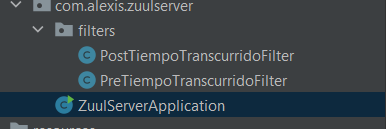 com.alexis.zuulserver
filters
PostTiempoTranscurridoFilter
PreTiempoTranscurridoFilter
ZuulServerApplication